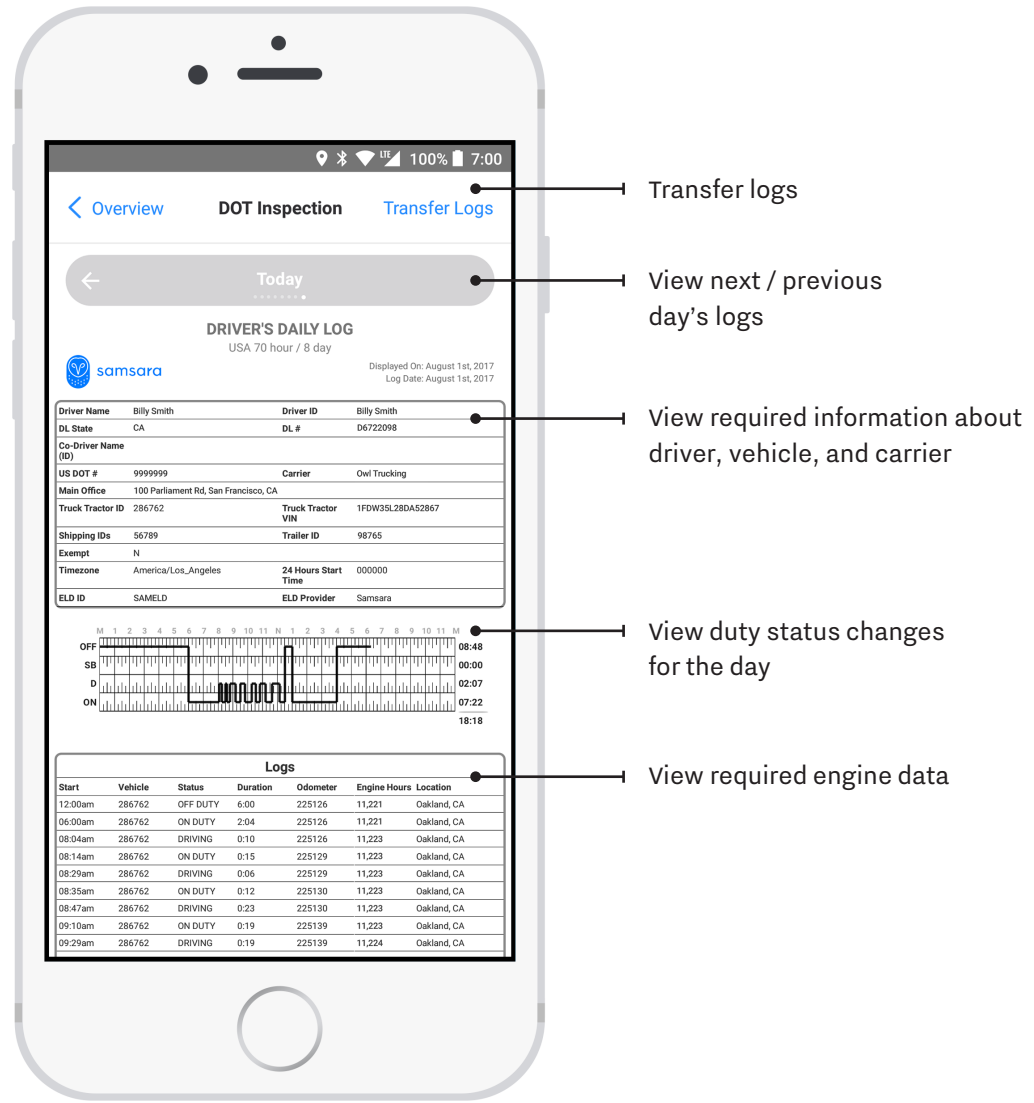 LTE 100% 7:00
Overview DOT Inspection Transfer Logs
Transfer logs
Today
View next / previous
day’s logs
DRIVER'S DAILY LOG
USA 70 hour / 8 day
samsara
Displayed On: August 1st, 2017
Log Date: August 1st, 2017
Driver Name Billy Smith Driver ID Billy Smith
DL State CA DL # D6722098
Co-Driver Name
(ID)
US DOT # 9999999 Carrier Owl Trucking
Main Office 100 Parliament Rd, San Francisco, CA
Truck Tractor ID 286762 Truck Tractor 1FDW35L28DA52867
VIN
Shipping IDs 56789 Trailer ID 98765
Exempt N
Timezone America/Los_Angeles 24 Hours Start 000000
Time
ELD ID SAMELD ELD Provider Samsara
View required information about
driver, vehicle, and carrier
M 1 2 3 4 5 6 7 8 9 10 11 N 1 2 3 4 5 6 7 8 9 10 11 M
OFF 08:48
SB 00:00
D 02:07
ON 07:22
18:18
View duty status changes
for the day
Logs
Start Vehicle Status Duration Odometer Engine Hours Location
12:00am 286762 OFF DUTY 6:00 225126 11,221 Oakland, CA
06:00am 286762 ON DUTY 2:04 225126 11,221 Oakland, CA
08:04am 286762 DRIVING 0:10 225126 11,223 Oakland, CA
08:14am 286762 ON DUTY 0:15 225129 11,223 Oakland, CA
08:29am 286762 DRIVING 0:06 225129 11,223 Oakland, CA
08:35am 286762 ON DUTY 0:12 225130 11,223 Oakland, CA
08:47am 286762 DRIVING 0:23 225130 11,223 Oakland, CA
09:10am 286762 ON DUTY 0:19 225139 11,223 Oakland, CA
09:29am 286762 DRIVING 0:19 225139 11,224 Oakland, CA
View required engine data